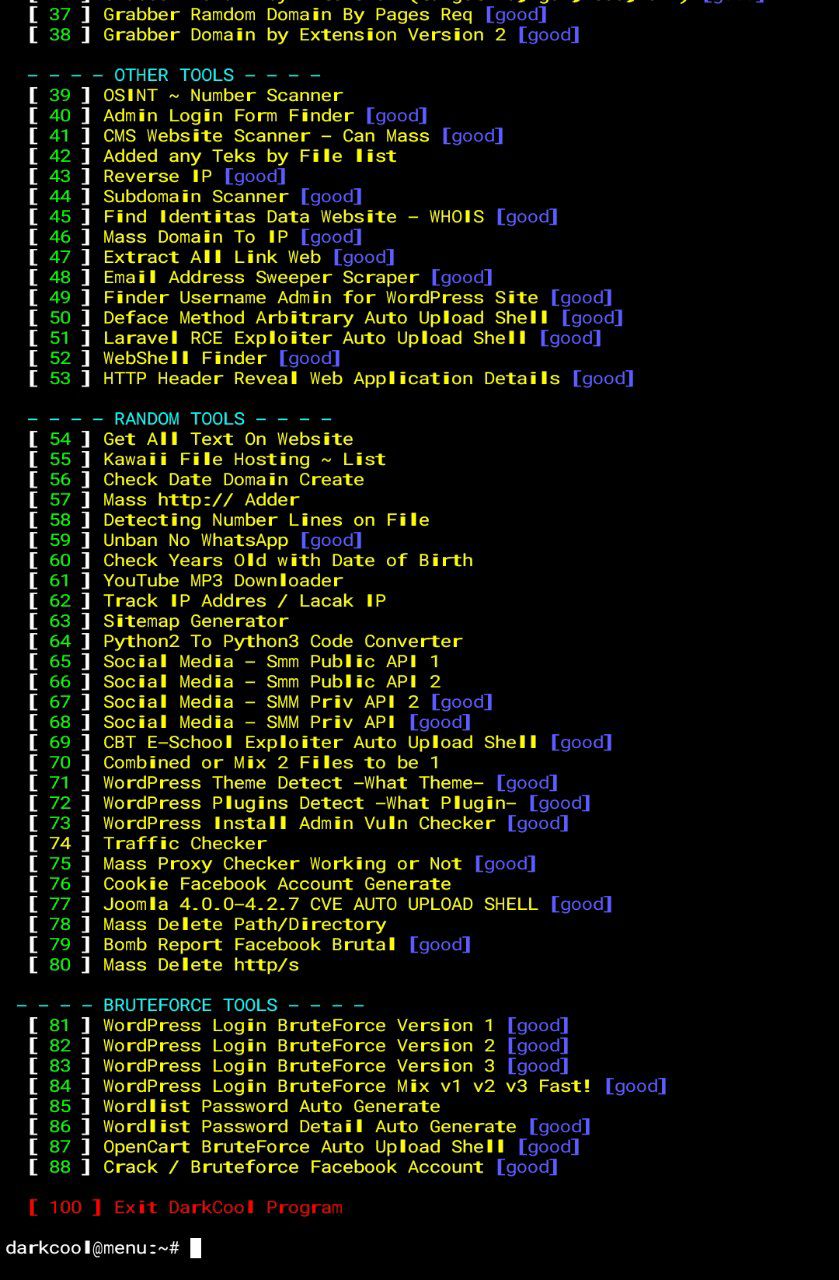 [ 37 ] Grabber Ramdom Domain By Pages Req [good]
[ 38 ] Grabber Domain by Extension Version 2 [good]
- - - - OTHER TOOLS - - - -
[ 39 ] OSINT ~ Number Scanner
[ 40 ] Admin Login Form Finder [good]
[ 41 ] CMS Website Scanner - Can Mass [good]
[ 42 ] Added any Teks by File list
[ 43 ] Reverse IP [good]
[ 44 ] Subdomain Scanner [good]
[ 45 ] Find Identitas Data Website - WHOIS [good]
[ 46 ] Mass Domain To IP [good]
[ 47 ] Extract All Link Web [good]
[ 48 ] Email Address Sweeper Scraper [good]
[ 49 ] Finder Username Admin for WordPress Site [good]
[ 50 ] Deface Method Arbitrary Auto Upload Shell [good]
[ 51 ] Laravel RCE Exploiter Auto Upload Shell [good]
[ 52 ] WebShell Finder [good]
[ 53 ] HTTP Header Reveal Web Application Details [good]
- - - - RANDOM TOOLS - - - -
[ 54 ] Get All Text On Website
[ 55 ] Kawaii File Hosting ~ List
[ 56 ] Check Date Domain Create
[ 57 ] Mass http:// Adder
[ 58 ] Detecting Number Lines on File
[ 59 ] Unban No WhatsApp [good]
[ 60 ] Check Years Old with Date of Birth
[ 61 ] YouTube MP3 Downloader
[ 62 ] Track IP Addres / Lacak IP
[ 63 ] Sitemap Generator
[ 64 ] Python2 To Python3 Code Converter
[ 65 ] Social Media - Smm Public API 1
[ 66 ] Social Media - Smm Public API 2
[ 67 ] Social Media - SMM Priv API 2 [good]
[ 68 ] Social Media - SMM Priv API [good]
[ 69 ] CBT E-School Exploiter Auto Upload Shell [good]
[ 70 ] Combined or Mix 2 Files to be 1
[ 71 ] WordPress Theme Detect -What Theme- [good]
[ 72 ] WordPress Plugins Detect -What Plugin- [good]
[ 73 ] WordPress Install Admin Vuln Checker [good]
[ 74 ] Traffic Checker
[ 75 ] Mass Proxy Checker Working or Not [good]
[ 76 ] Cookie Facebook Account Generate
[ 77 ] Joomla 4.0.0-4.2.7 CVE AUTO UPLOAD SHELL [good]
[ 78 ] Mass Delete Path/Directory
[ 79 ] Bomb Report Facebook Brutal [good]
[ 80 ] Mass Delete http/s
- - - - BRUTEFORCE TOOLS - - - -
[ 81 ] WordPress Login BruteForce Version 1 [good]
[ 82 ] WordPress Login BruteForce Version 2 [good]
[ 83 ] WordPress Login BruteForce Version 3 [good]
[ 84 ] WordPress Login BruteForce Mix v1 v2 v3 Fast! [good]
[ 85 ] Wordlist Password Auto Generate
[ 86 ] Wordlist Password Detail Auto Generate [good]
[ 87 ] OpenCart BruteForce Auto Upload Shell [good]
[ 88 ] Crack / Bruteforce Facebook Account [good]
[ 100 ] Exit DarkCool Program
darkcool@menu:~#